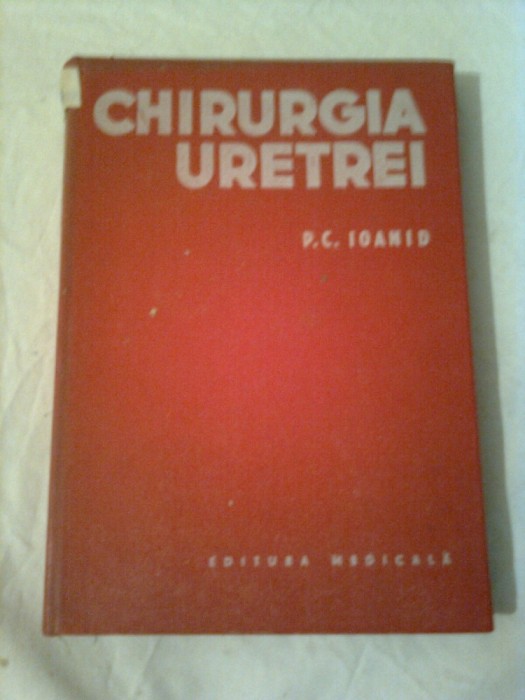 CHIRURGIA
URETREI
P.C. IOANID
EDITURA MEDICALĂ